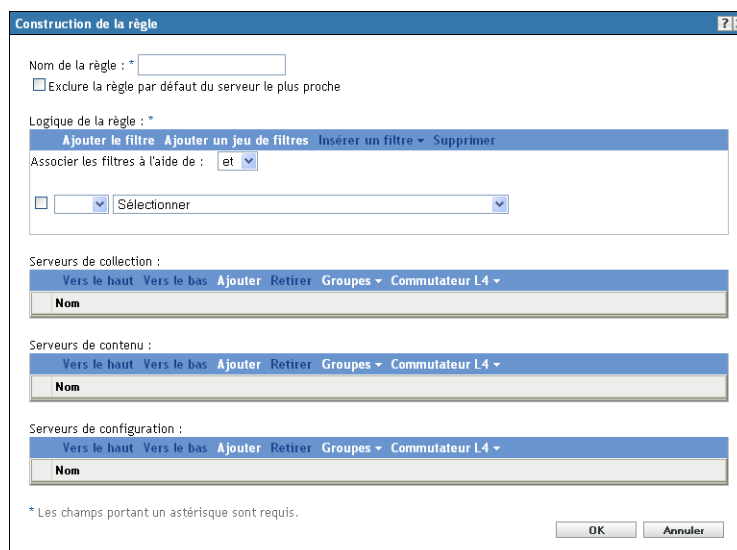 Construction de la règle
?
Nom de la règle : *
Exclure la règle par défaut du serveur le plus proche
Logique de la règle : *
Ajouter le filtre Ajouter un jeu de filtres Insérer un filtre Supprimer
Associer les filtres à l'aide de : et
Sélectionner
Serveurs de collection :
Vers le haut Vers le bas Ajouter Retirer Groupes Commutateur L4
Nom
Serveurs de contenu :
Vers le haut Vers le bas Ajouter Retirer Groupes Commutateur L4
Nom
Serveurs de configuration :
Vers le haut Vers le bas Ajouter Retirer Groupes Commutateur L4
Nom
* Les champs portant un astérisque sont requis.
OK Annuler